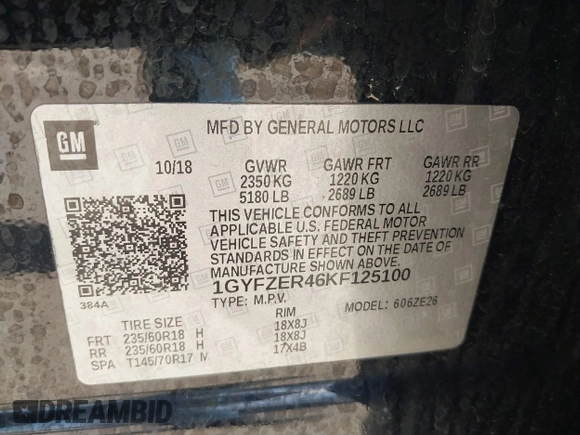 GM
MFD BY GENERAL MOTORS LLC
10/18 GVWR GAWR FRT GAWR RR
2350 KG 1220 KG 1220 KG
5180 LB 2689 LB 2689 LB
THIS VEHICLE CONFORMS TO ALL
APPLICABLE U.S. FEDERAL MOTOR
VEHICLE SAFETY AND THEFT PREVENTION
STANDARDS IN EFFECT ON THE DATE OF
MANUFACTURE SHOWN ABOVE.
1GYFZER46KF125100
384A
TYPE: M.P.V. MODEL: 606ZE26
TIRE SIZE RIM
FRT 235/60R18 H 18X8J
RR 235/60R18 H 18X8J
SPA T145/70R17 M 17X4B
DREAMBID